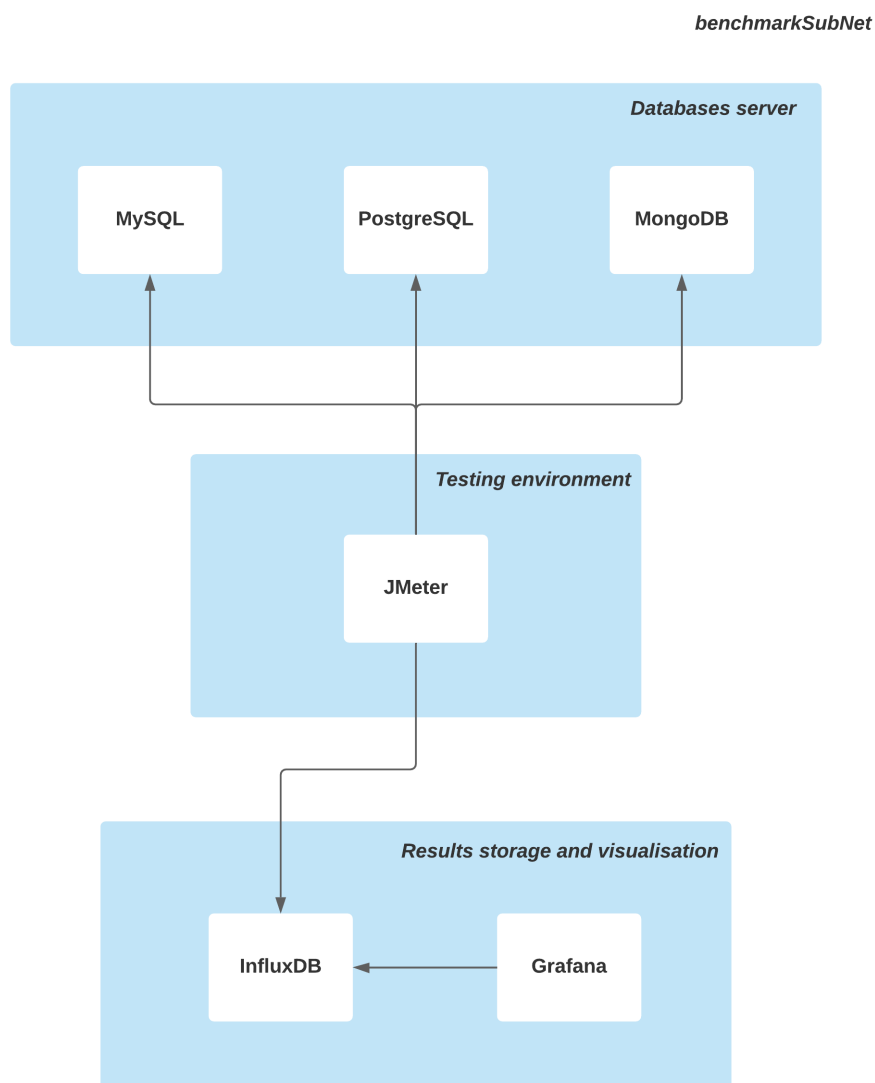 benchmarkSubNet
Databases server
MySQL
PostgreSQL
MongoDB
Testing environment
JMeter
Results storage and visualisation
InfluxDB
Grafana